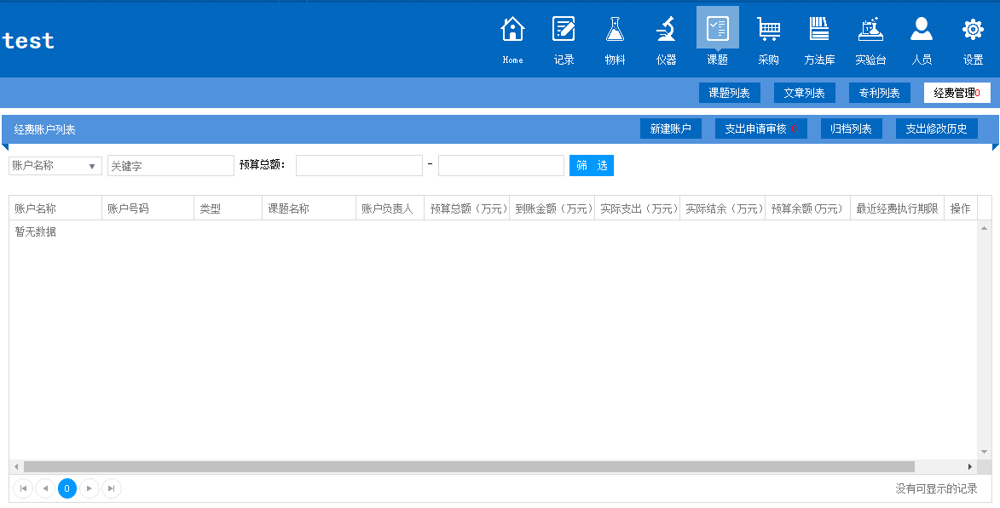 test
Home 记录 物料 仪器 课题 采购 方法库 实验台 人员 设置
课题列表 文章列表 专利列表 经费管理0
经费账户列表 新建账户 支出申请审核 归档列表 支出修改历史
账户名称 关键字 预算总额： - 筛 选
账户名称 账户号码 类型 课题名称 账户负责人 预算总额（万元） 到账金额（万元） 实际支出（万元） 实际结余（万元） 预算余额(万元） 最近经费执行期限 操作
暂无数据
0 没有可显示的记录